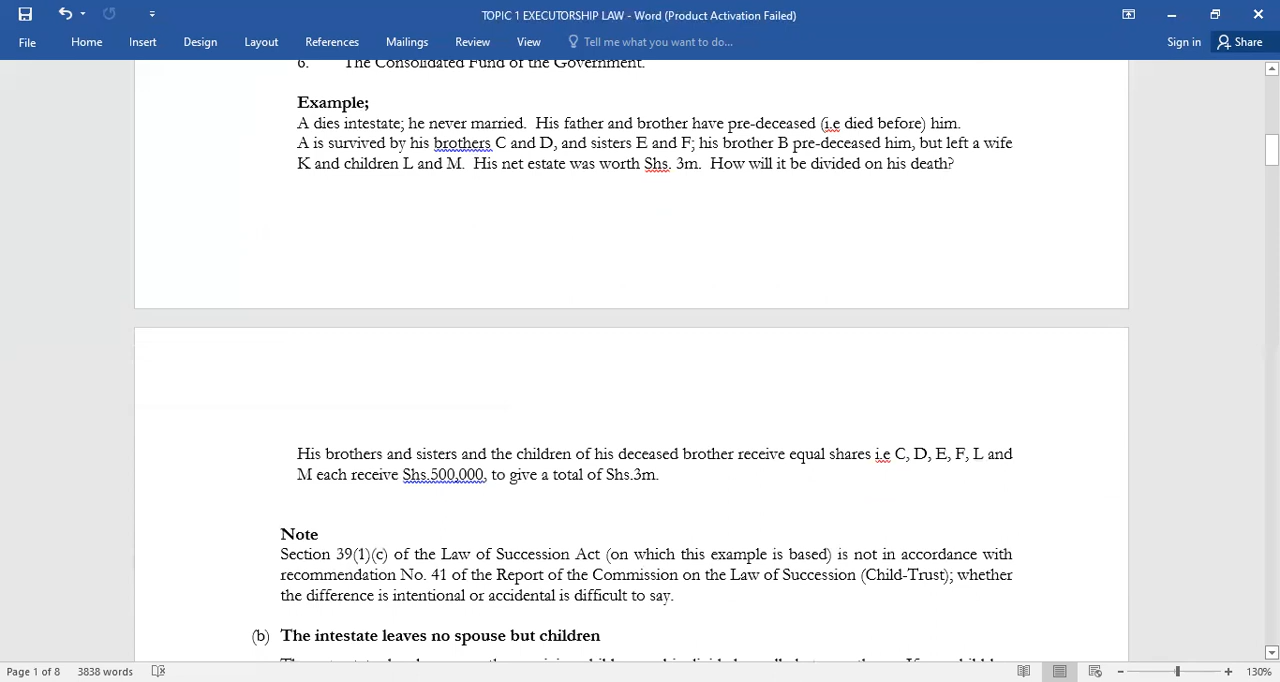 TOPIC 1 EXECUTORSHIP LAW - Word (Product Activation Failed)
File Home Insert Design Layout References Mailings Review View Tell me what you want to do... Sign in Share
6. The Consolidated Fund of the Government.
Example;
A dies intestate; he never married. His father and brother have pre-deceased (i.e died before) him.
A is survived by his brothers C and D, and sisters E and F; his brother B pre-deceased him, but left a wife
K and children L and M. His net estate was worth Shs. 3m. How will it be divided on his death?
His brothers and sisters and the children of his deceased brother receive equal shares i.e C, D, E, F, L and
M each receive Shs.500,000, to give a total of Shs.3m.
Note
Section 39(1)(c) of the Law of Succession Act (on which this example is based) is not in accordance with
recommendation No. 41 of the Report of the Commission on the Law of Succession (Child-Trust); whether
the difference is intentional or accidental is difficult to say.
(b) The intestate leaves no spouse but children
Page 1 of 8 3838 words 130%